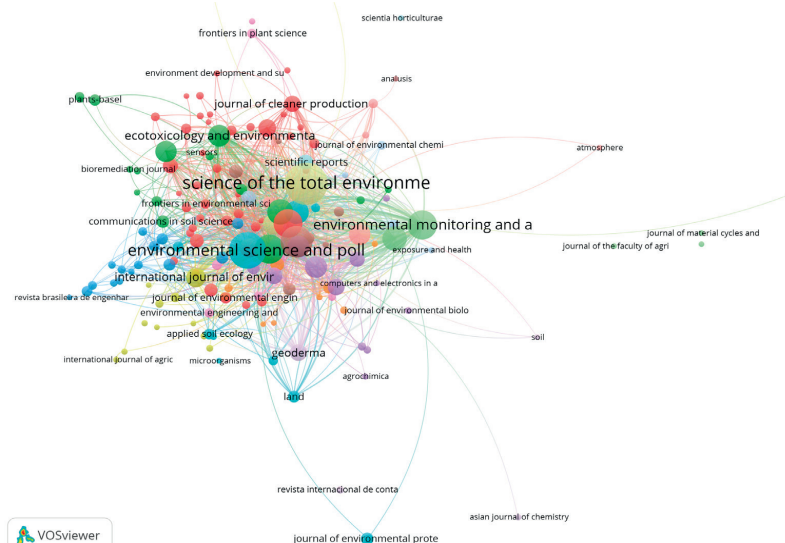 scientia horticulturae
frontiers in plant science
environment development and su
analusis
plants-basel
journal of cleaner production
ecotoxicology and environmenta
journal of environmental chemi
atmosphere
sensors
scientific reports
bioremediation journal
science of the total environme
frontiers in environmental sci
communications in soil science
environmental monitoring and a
journal of material cycles and
journal of the faculty of agri
environmental science and poll
exposure and health
international journal of envir
computers and electronics in a
revista brasileira de engenhar
journal of environmental engin
environmental engineering and
journal of environmental biolo
applied soil ecology
soil
geoderma
international journal of agric
microorganisms
agrochimica
land
revista internacional de conta
asian journal of chemistry
journal of environmental prote
VOSviewer